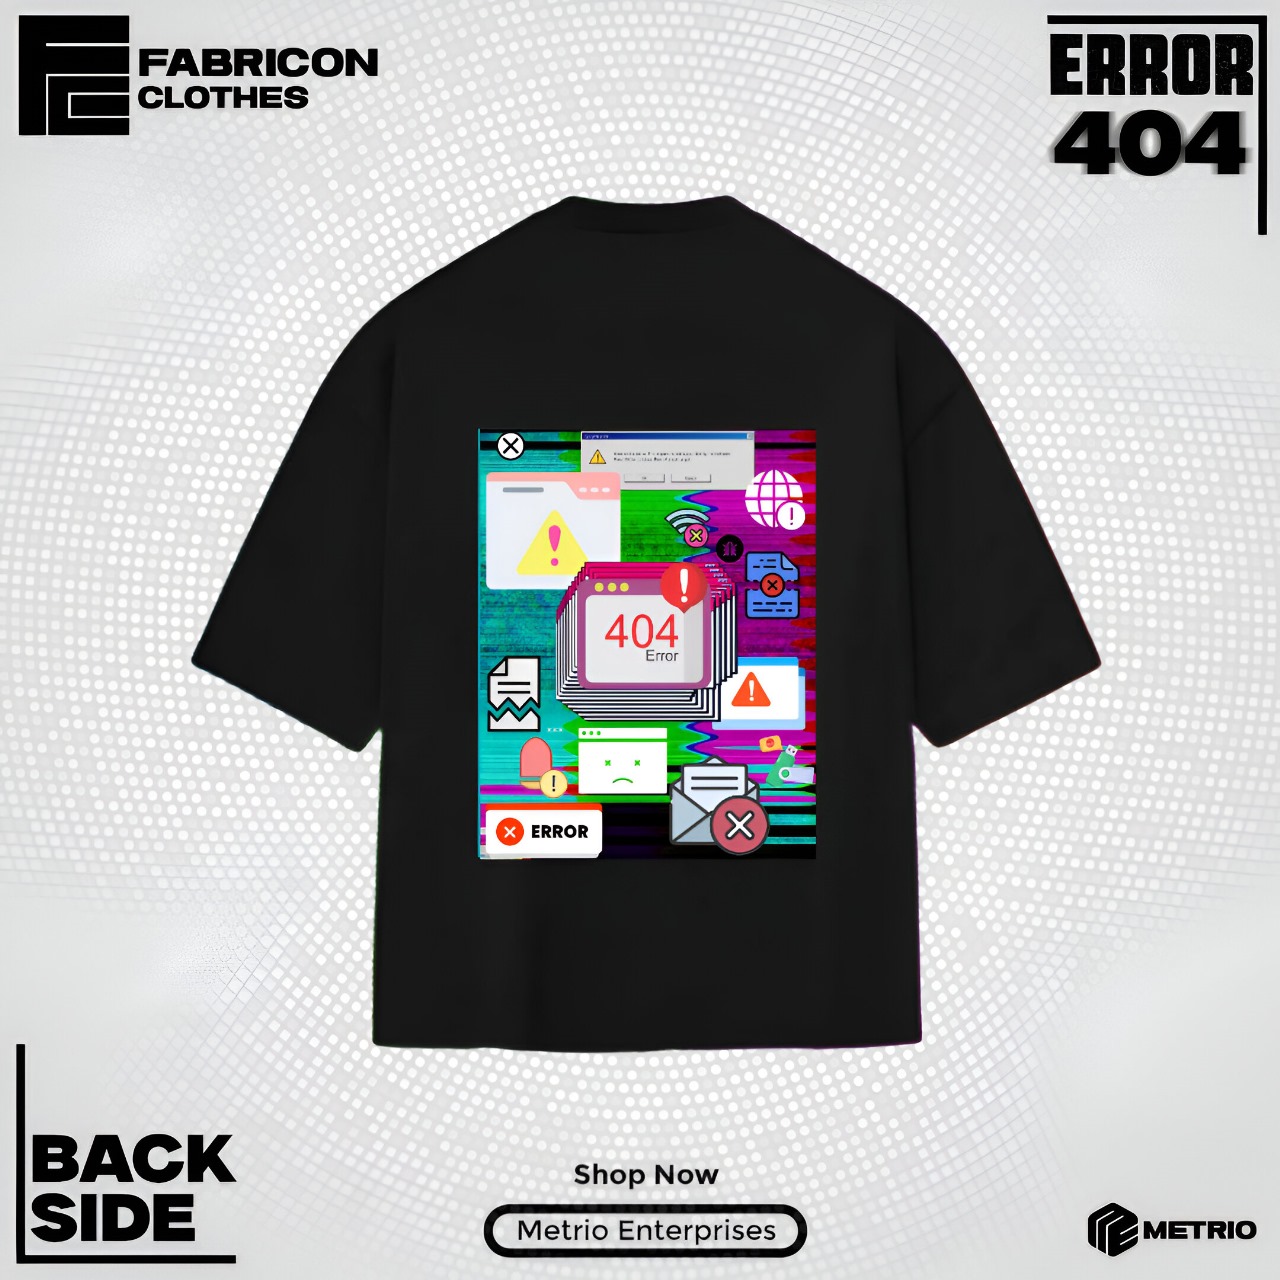 FABRICON
CLOTHES
ERROR
404
404
Error
ERROR
BACK
SIDE
Shop Now
Metrio Enterprises
METRIO